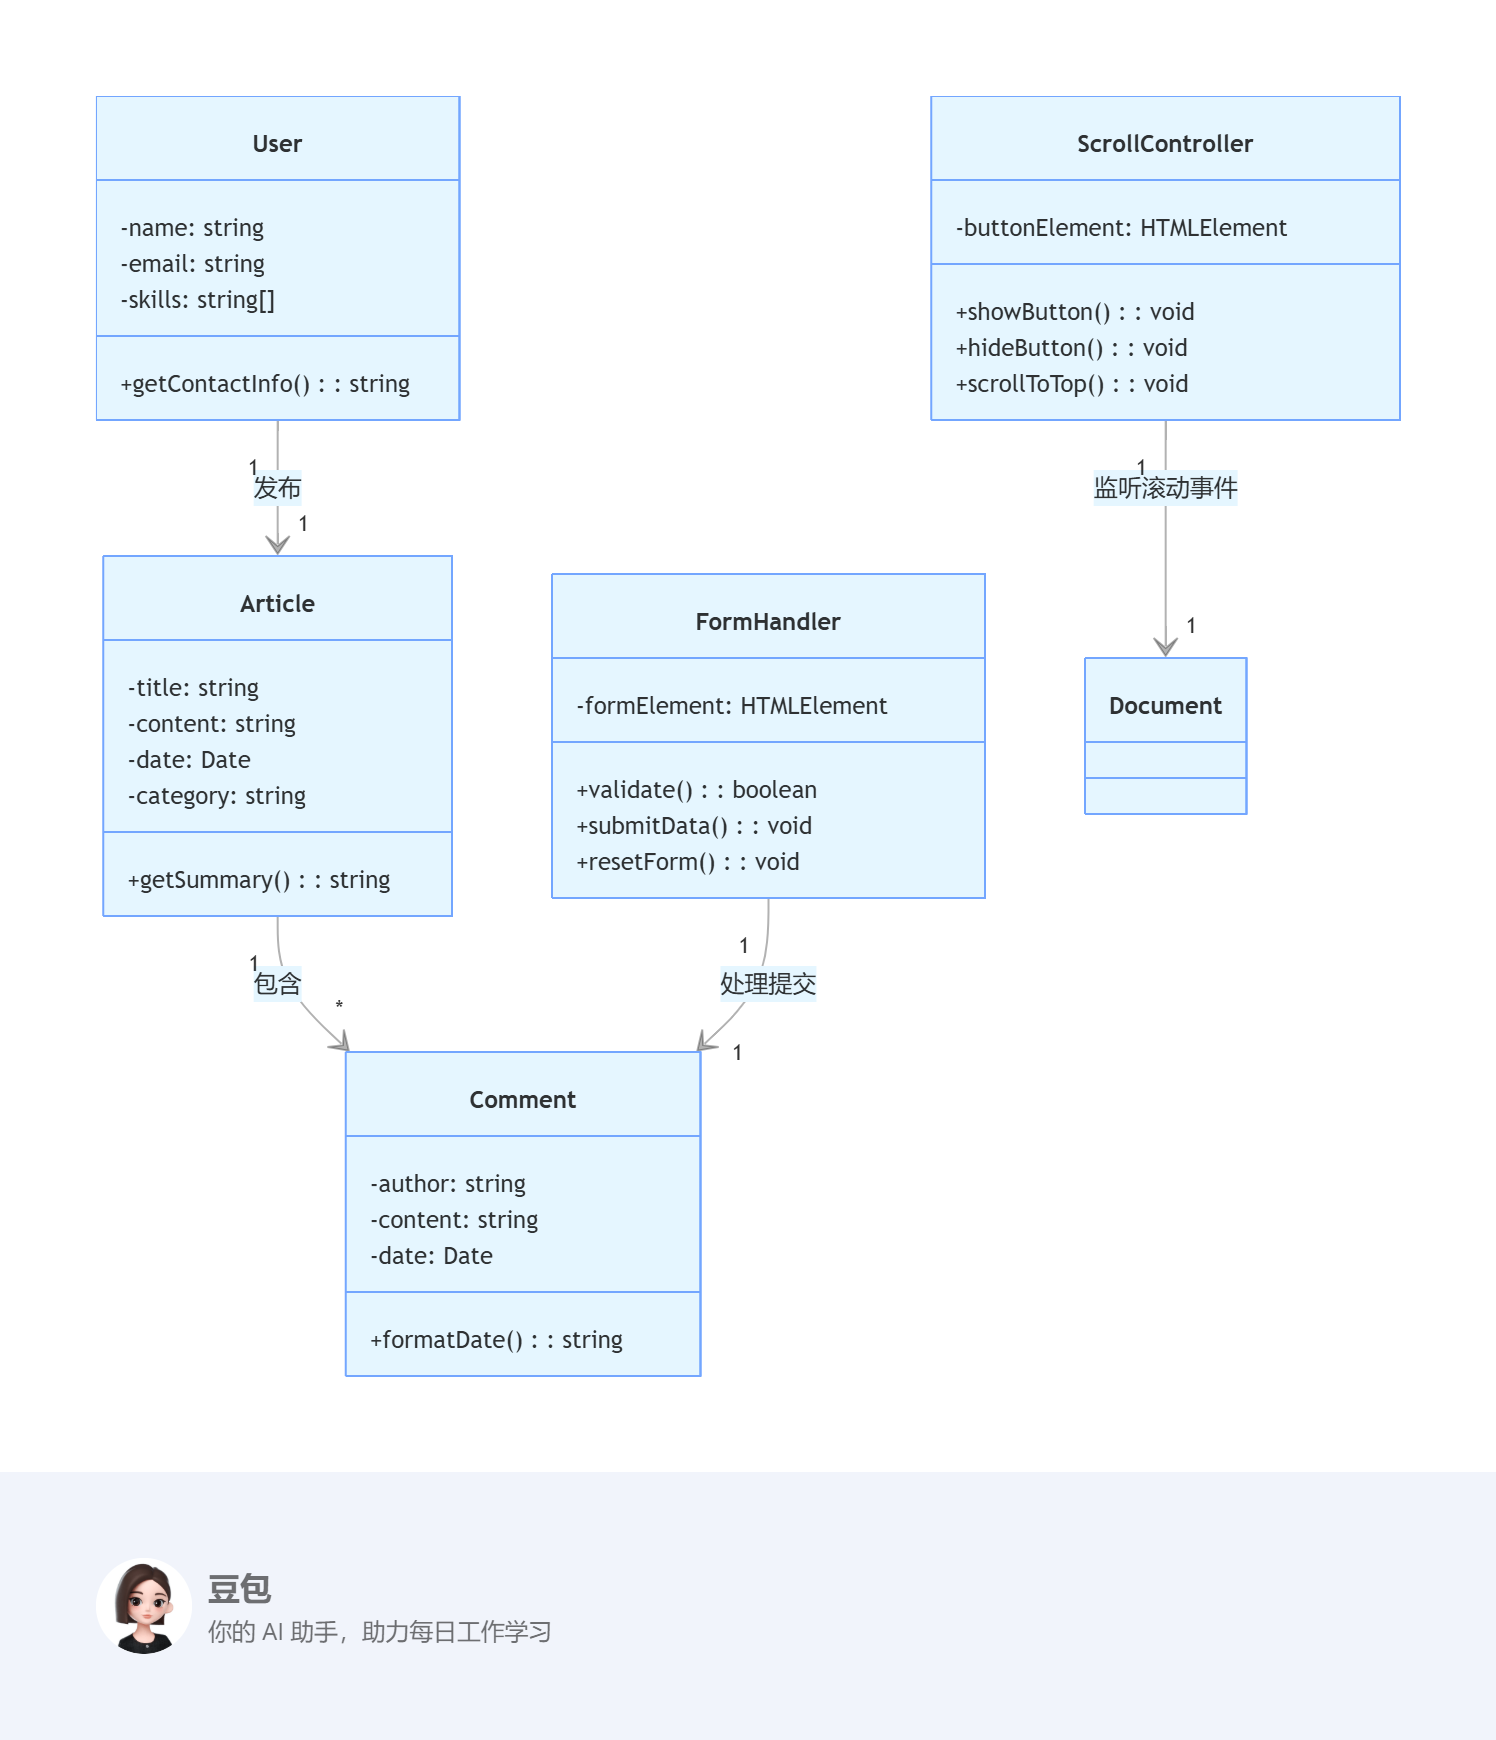 User
-name: string
-email: string
-skills: string[]
+getContactInfo() : : string
1
发布
1
ScrollController
-buttonElement: HTMLElement
+showButton() : : void
+hideButton() : : void
+scrollToTop() : : void
1
监听滚动事件
1
Article
-title: string
-content: string
-date: Date
-category: string
+getSummary() : : string
1
包含
*
FormHandler
-formElement: HTMLElement
+validate() : : boolean
+submitData() : : void
+resetForm() : : void
1
处理提交
1
Document
Comment
-author: string
-content: string
-date: Date
+formatDate() : : string
豆包
你的 AI 助手，助力每日工作学习